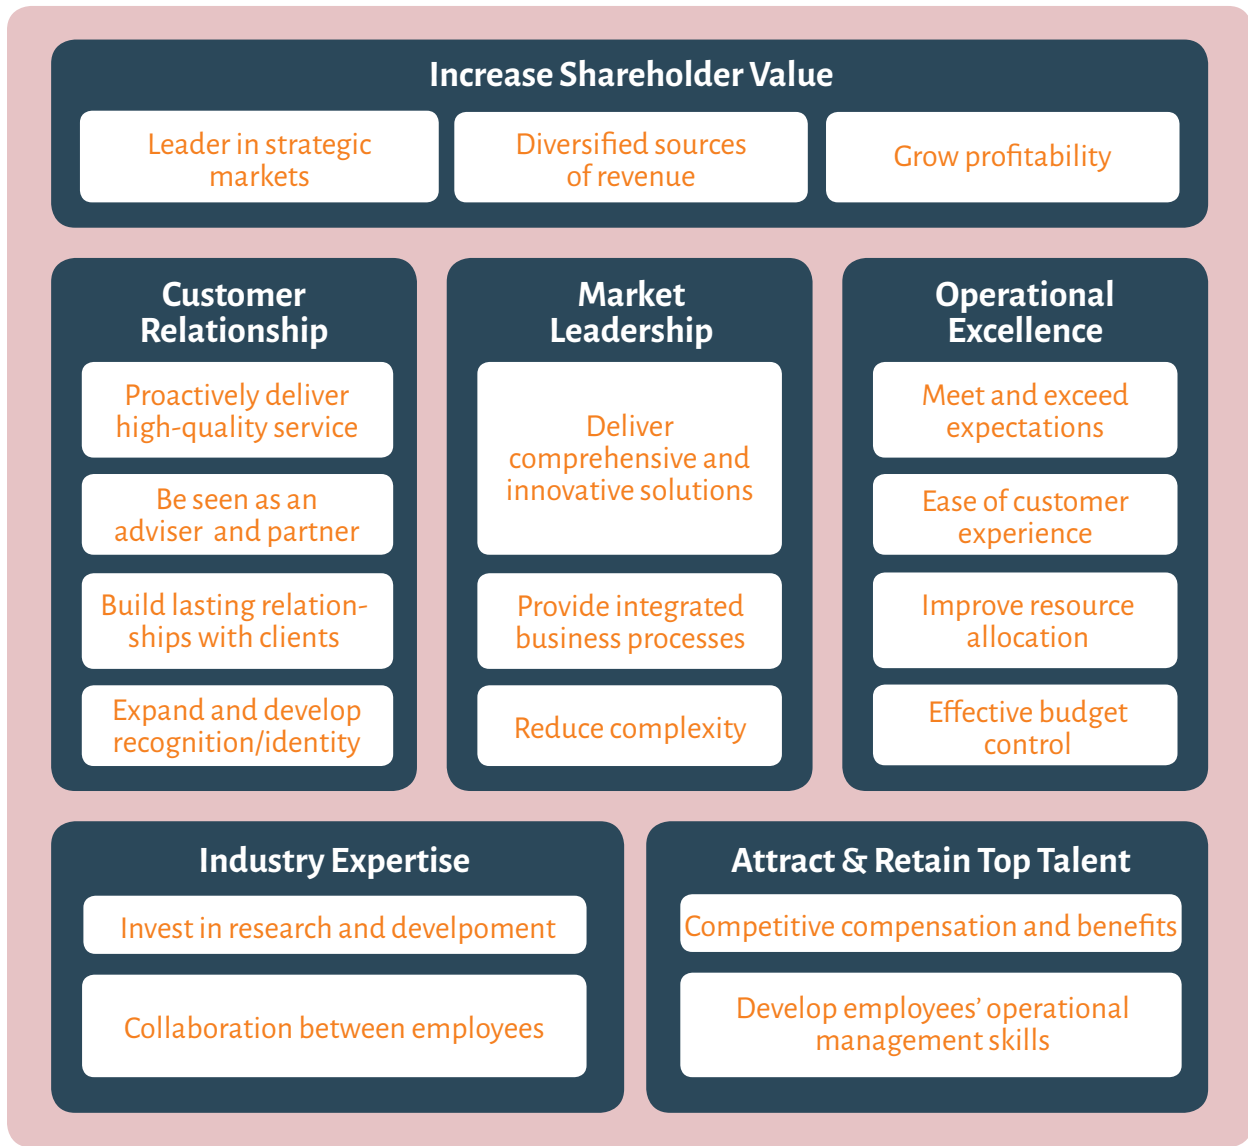 Increase Shareholder Value
Leader in strategic
markets
Diversified sources
of revenue
Grow profitability
Customer
Relationship
Proactively deliver
high-quality service
Be seen as an
adviser  and partner
Build lasting relation-
ships with clients
Expand and develop
recognition/identity
Market
Leadership
Deliver
comprehensive and
innovative solutions
Provide integrated
business processes
Reduce complexity
Operational
Excellence
Meet and exceed
expectations
Ease of customer
experience
Improve resource
allocation
Effective budget
control
Industry Expertise
Invest in research and develpoment
Collaboration between employees
Attract & Retain Top Talent
Competitive compensation and benefits
Develop employees’ operational
management skills